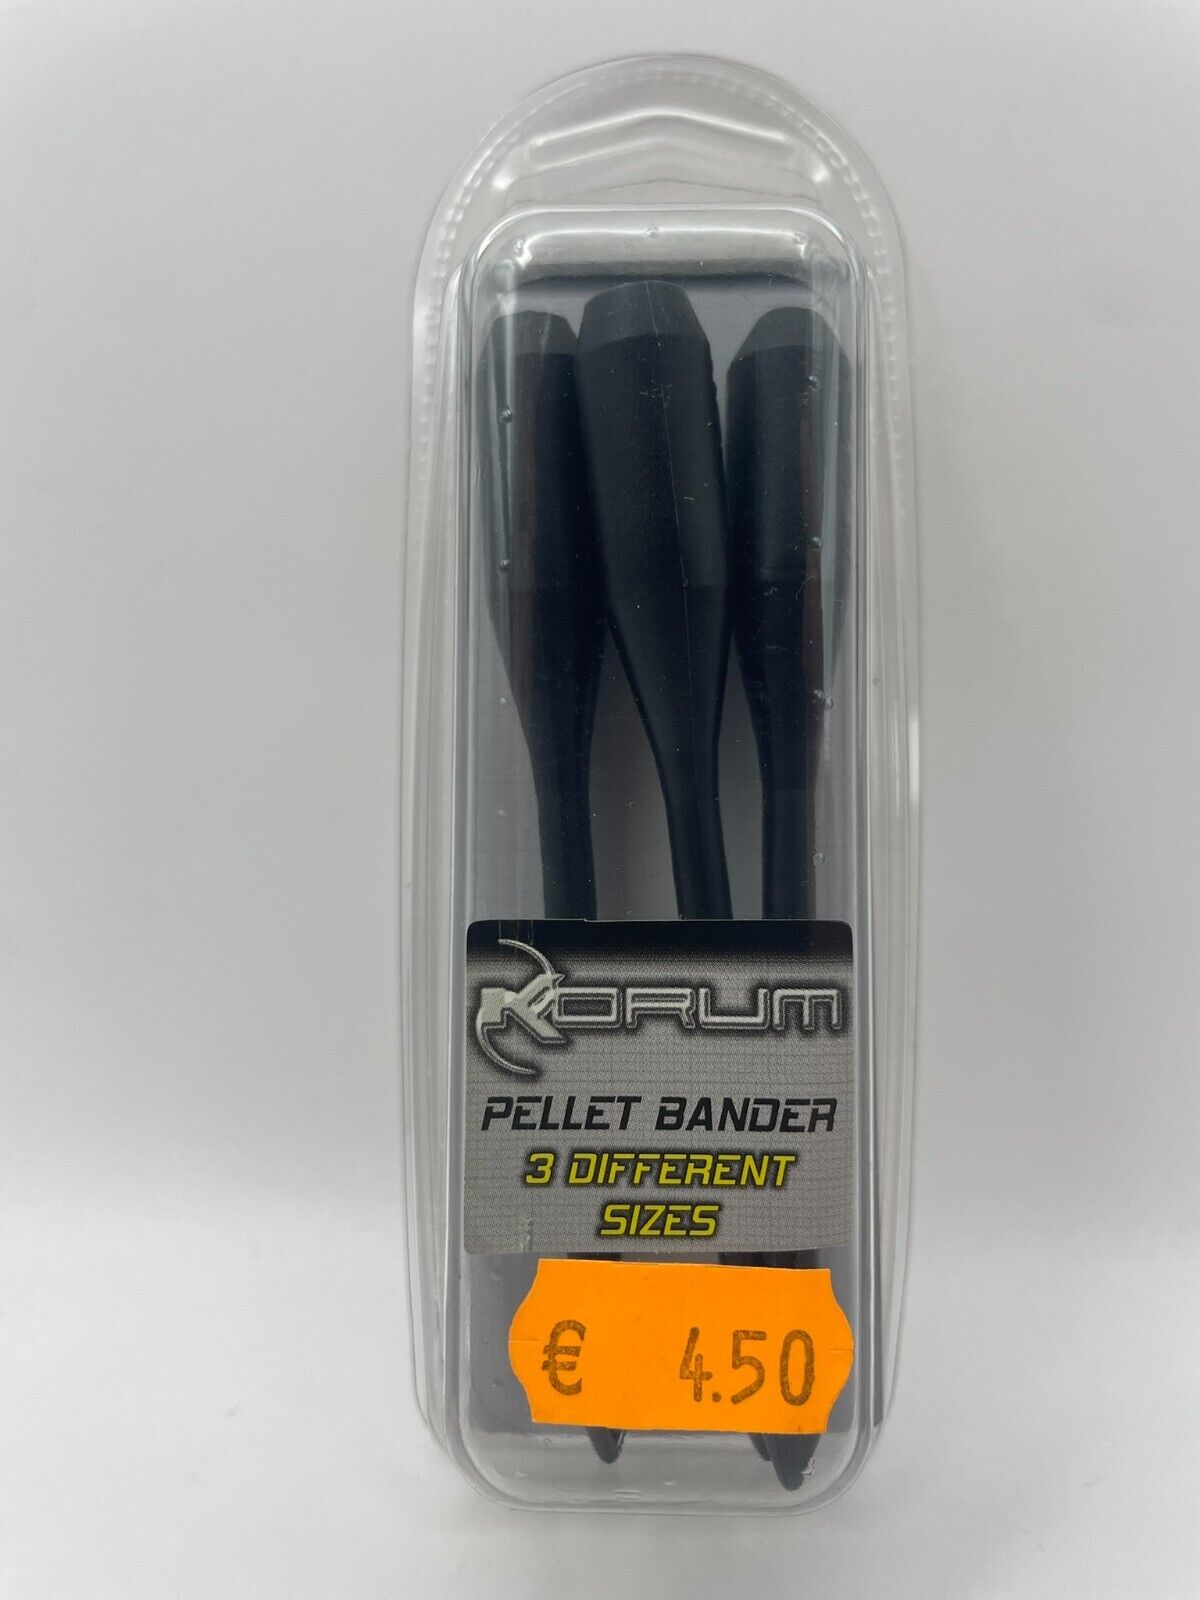 KORUM
PELLET BANDER
3 DIFFERENT
SIZES
€ 4.50